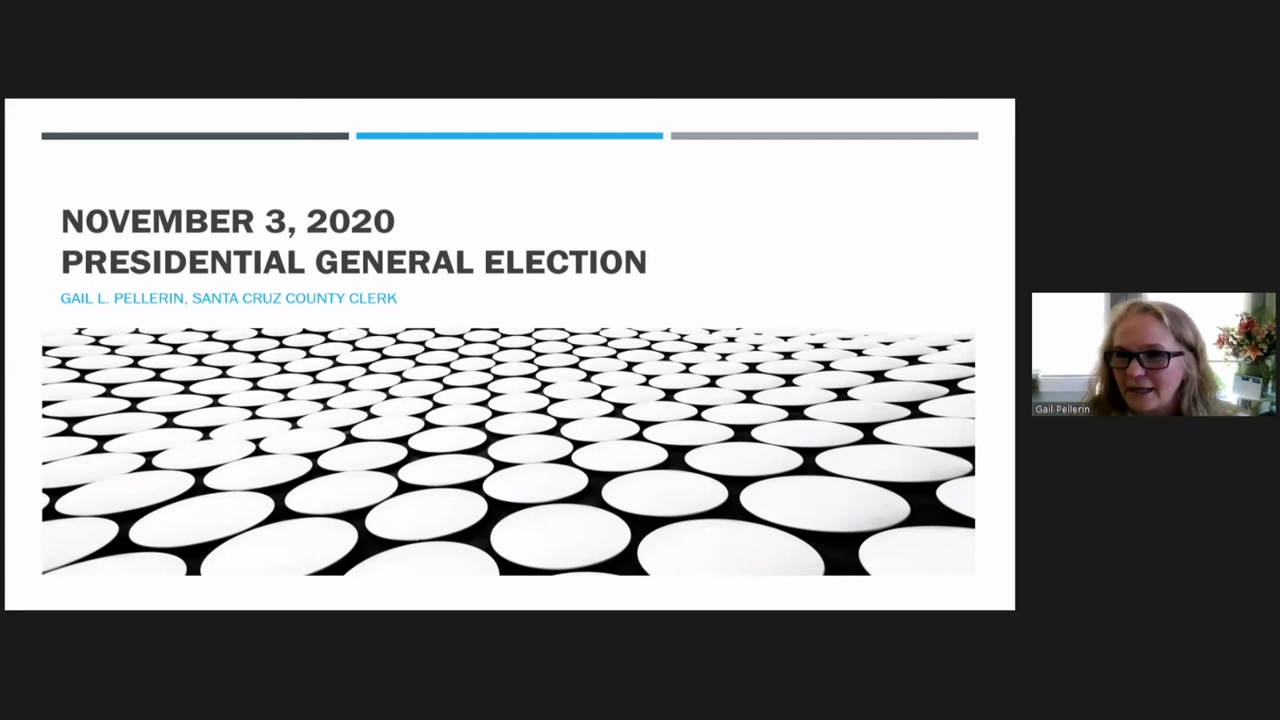 NOVEMBER 3, 2020
PRESIDENTIAL GENERAL ELECTION
GAIL L. PELLERIN, SANTA CRUZ COUNTY CLERK
Gail Pellerin